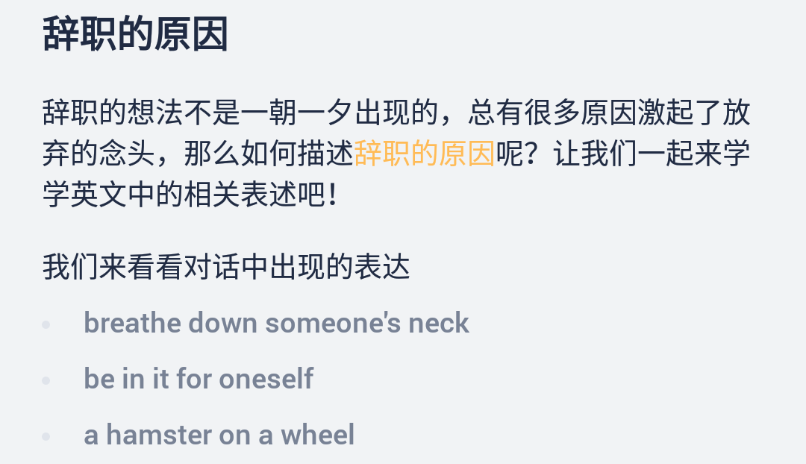 辞职的原因
辞职的想法不是一朝一夕出现的，总有很多原因激起了放
弃的念头，那么如何描述辞职的原因呢？让我们一起来学
学英文中的相关表述吧！
我们来看看对话中出现的表达
breathe down someone's neck
be in it for oneself
a hamster on a wheel